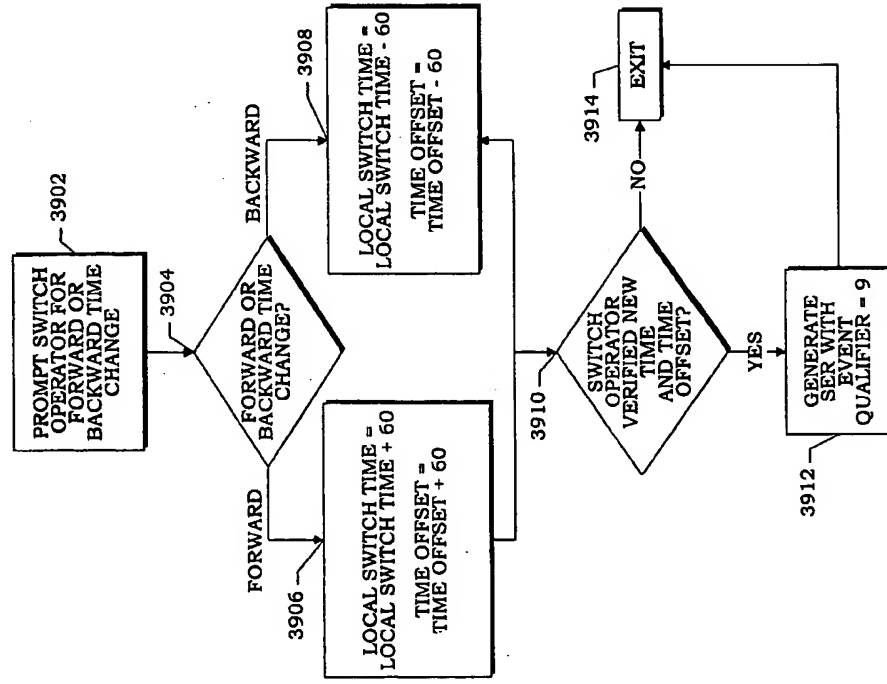 3902
PROMPT SWITCH
OPERATOR FOR
FORWARD OR
BACKWARD TIME
CHANGE
3904
FORWARD OR
BACKWARD TIME
CHANGE?
FORWARD
BACKWARD
3906
LOCAL SWITCH TIME =
LOCAL SWITCH TIME + 60
TIME OFFSET =
TIME OFFSET + 60
3908
LOCAL SWITCH TIME =
LOCAL SWITCH TIME - 60
TIME OFFSET =
TIME OFFSET - 60
3910
SWITCH
OPERATOR
VERIFIED NEW
TIME
AND TIME
OFFSET?
NO
3914
EXIT
YES
3912
GENERATE
SER WITH
EVENT
QUALIFIER = 9